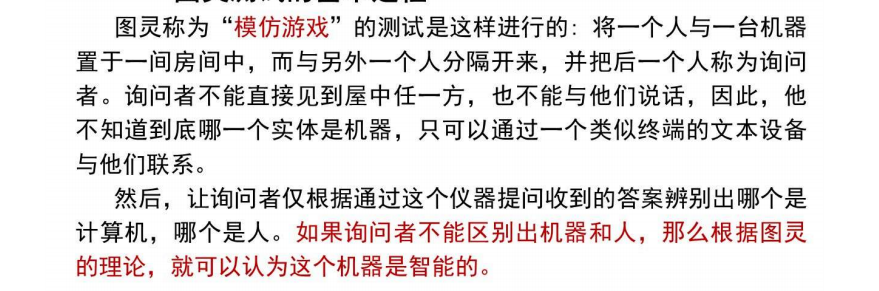 图灵称为“模仿游戏”的测试是这样进行的：将一个人与一台机器
置于一间房间中，而与另外一个人分隔开来，并把后一个人称为询问
者。询问者不能直接见到屋中任一方，也不能与他们说话，因此，他
不知道到底哪一个实体是机器，只可以通过一个类似终端的文本设备
与他们联系。
然后，让询问者仅根据通过这个仪器提问收到的答案辨别出哪个是
计算机，哪个是人。如果询问者不能区别出机器和人，那么根据图灵
的理论，就可以认为这个机器是智能的。